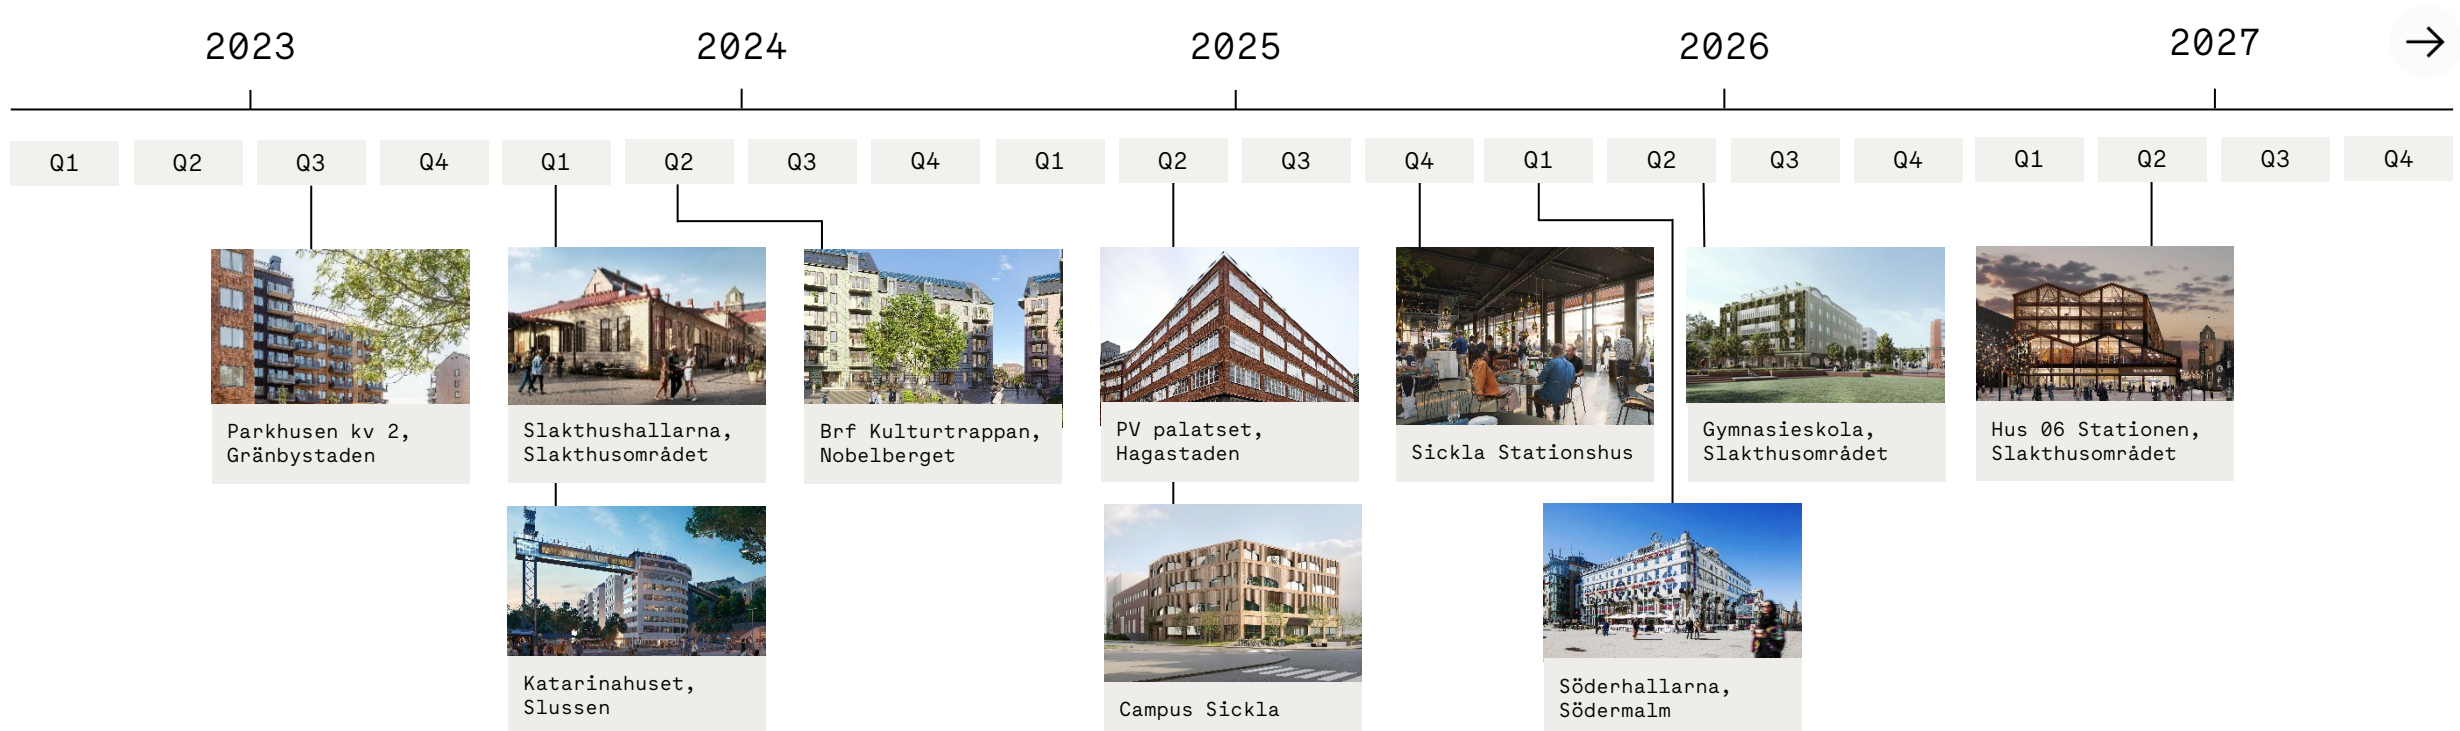 2023
2024
2025
2026
2027
Q1
Q2
Q3
Q4
Q1
Q2
Q3
Q4
Q1
Q2
Q3
Q4
Q1
Q2
Q3
Q4
Q1
Q2
Q3
Q4
Parkhusen kv 2,
Gränbystaden
Slakthushallarna,
Slakthusområdet
Brf Kulturtrappan,
Nobelberget
PV palatset,
Hagastaden
Sickla Stationshus
Gymnasieskola,
Slakthusområdet
Hus 06 Stationen,
Slakthusområdet
Katarinahuset,
Slussen
Campus Sickla
Söderhallarna,
Södermalm